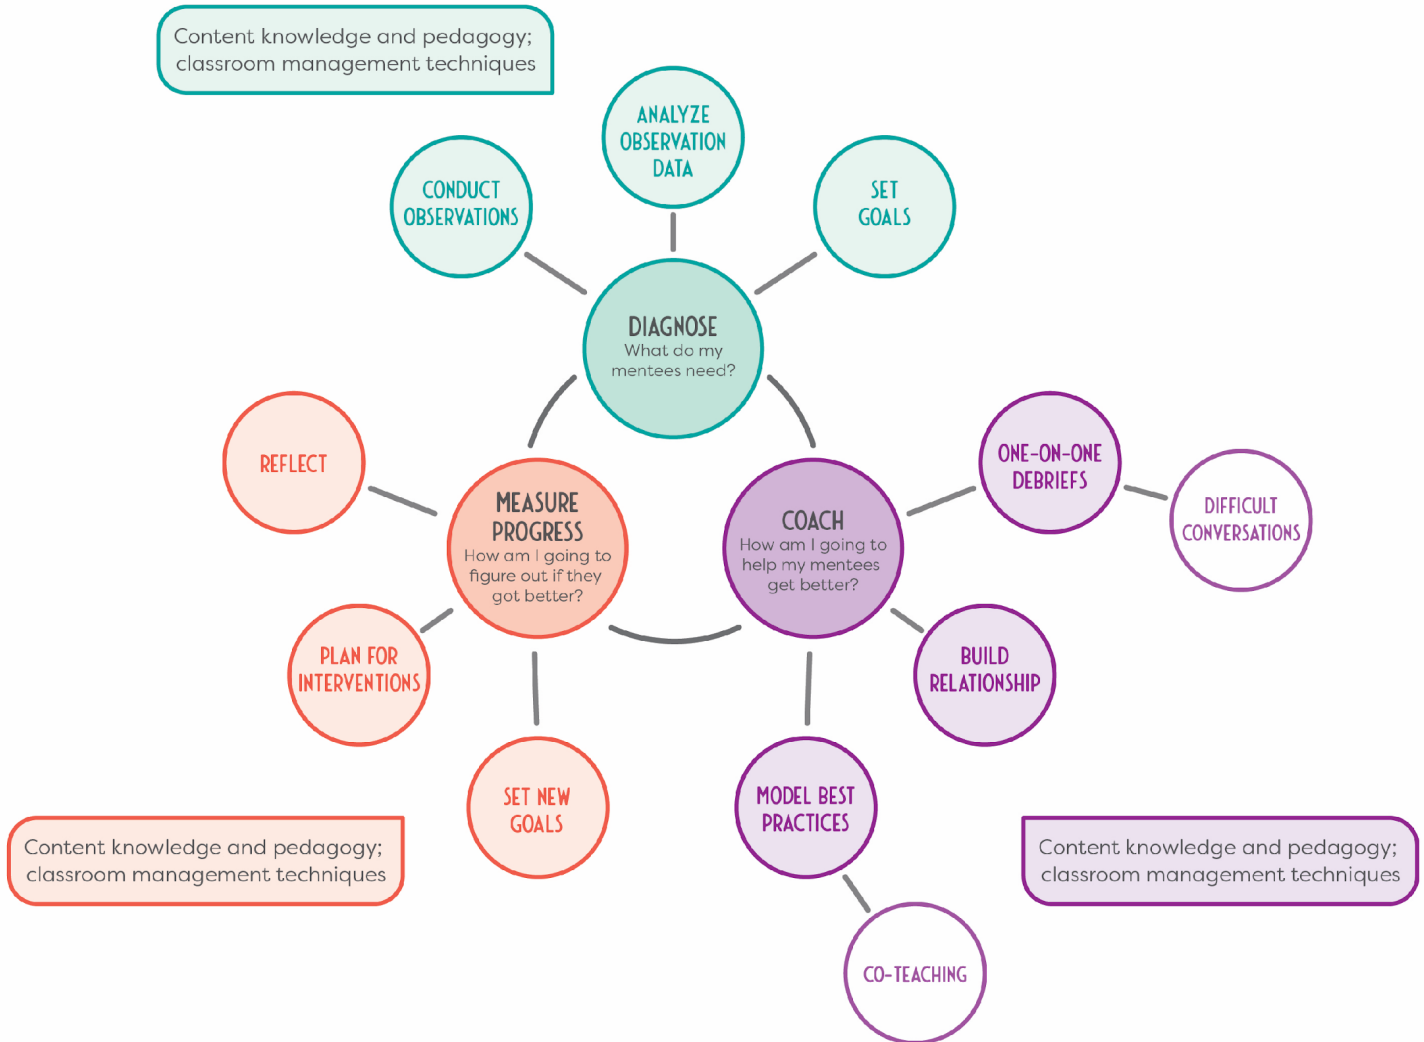 Content knowledge and pedagogy;
classroom management techniques
ANALYZE
OBSERVATION
DATA
CONDUCT
OBSERVATIONS
SET
GOALS
DIAGNOSE
What do my
mentees need?
REFLECT
MEASURE
PROGRESS
How am I going to
figure out if they
got better?
COACH
How am I going to
help my mentees
get better?
ONE-ON-ONE
DEBRIEFS
DIFFICULT
CONVERSATIONS
PLAN FOR
INTERVENTIONS
BUILD
RELATIONSHIP
SET NEW
GOALS
MODEL BEST
PRACTICES
Content knowledge and pedagogy;
classroom management techniques
Content knowledge and pedagogy;
classroom management techniques
CO-TEACHING